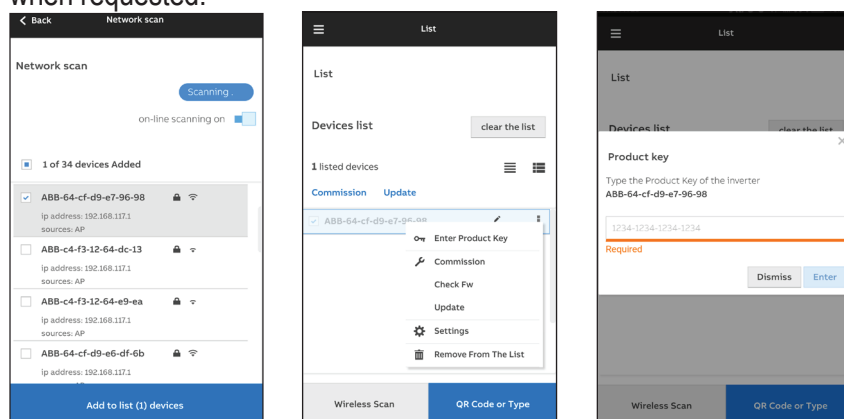 when requested.
Back Network scan
Network scan
Scanning .
on-line scanning on
1 of 34 devices Added
ABB-64-cf-d9-e7-96-98
ip address: 192.168.117.1
sources: AP
ABB-c4-f3-12-64-dc-13
ip address: 192.168.117.1
sources: AP
ABB-c4-f3-12-64-e9-ea
ip address: 192.168.117.1
sources: AP
ABB-64-cf-d9-e6-df-6b
ip address: 192.168.117.1
Add to list (1) devices
List
List
Devices list clear the list
1 listed devices
Commission Update
ABB-64-cf-d9-e7-96-98
Enter Product Key
Commission
Check Fw
Update
Settings
Remove From The List
Wireless Scan QR Code or Type
List
List
Devices list clear the list
Product key
Type the Product Key of the inverter
ABB-64-cf-d9-e7-96-98
1234-1234-1234-1234
Required
Dismiss Enter
Wireless Scan QR Code or Type